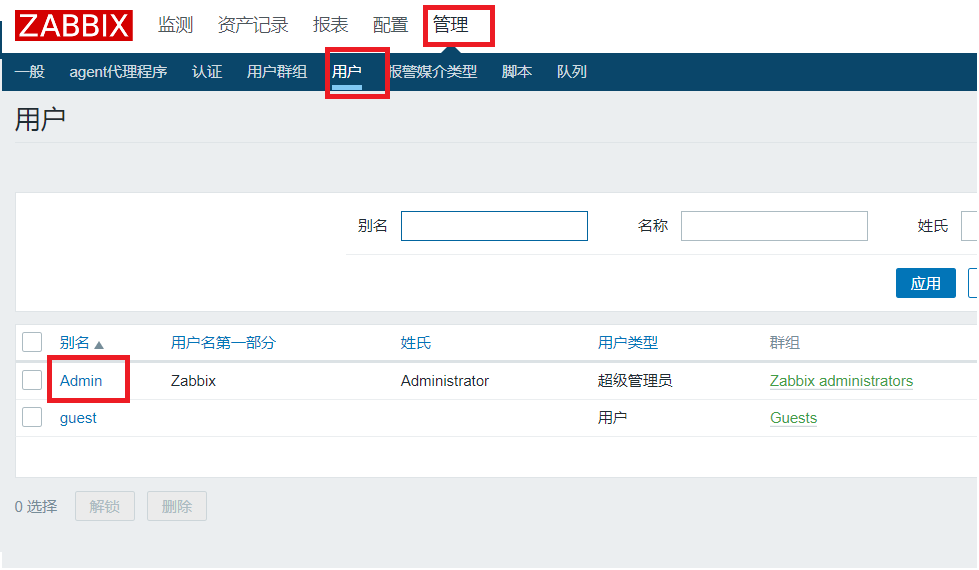 ZABBIX 监测 资产记录 报表 配置 管理
一般 agent代理程序 认证 用户群组 用户 报警媒介类型 脚本 队列
用户
别名 名称 姓氏
应用
别名 用户名第一部分 姓氏 用户类型 群组
Admin Zabbix Administrator 超级管理员 Zabbix administrators
guest 用户 Guests
0 选择 解锁 删除